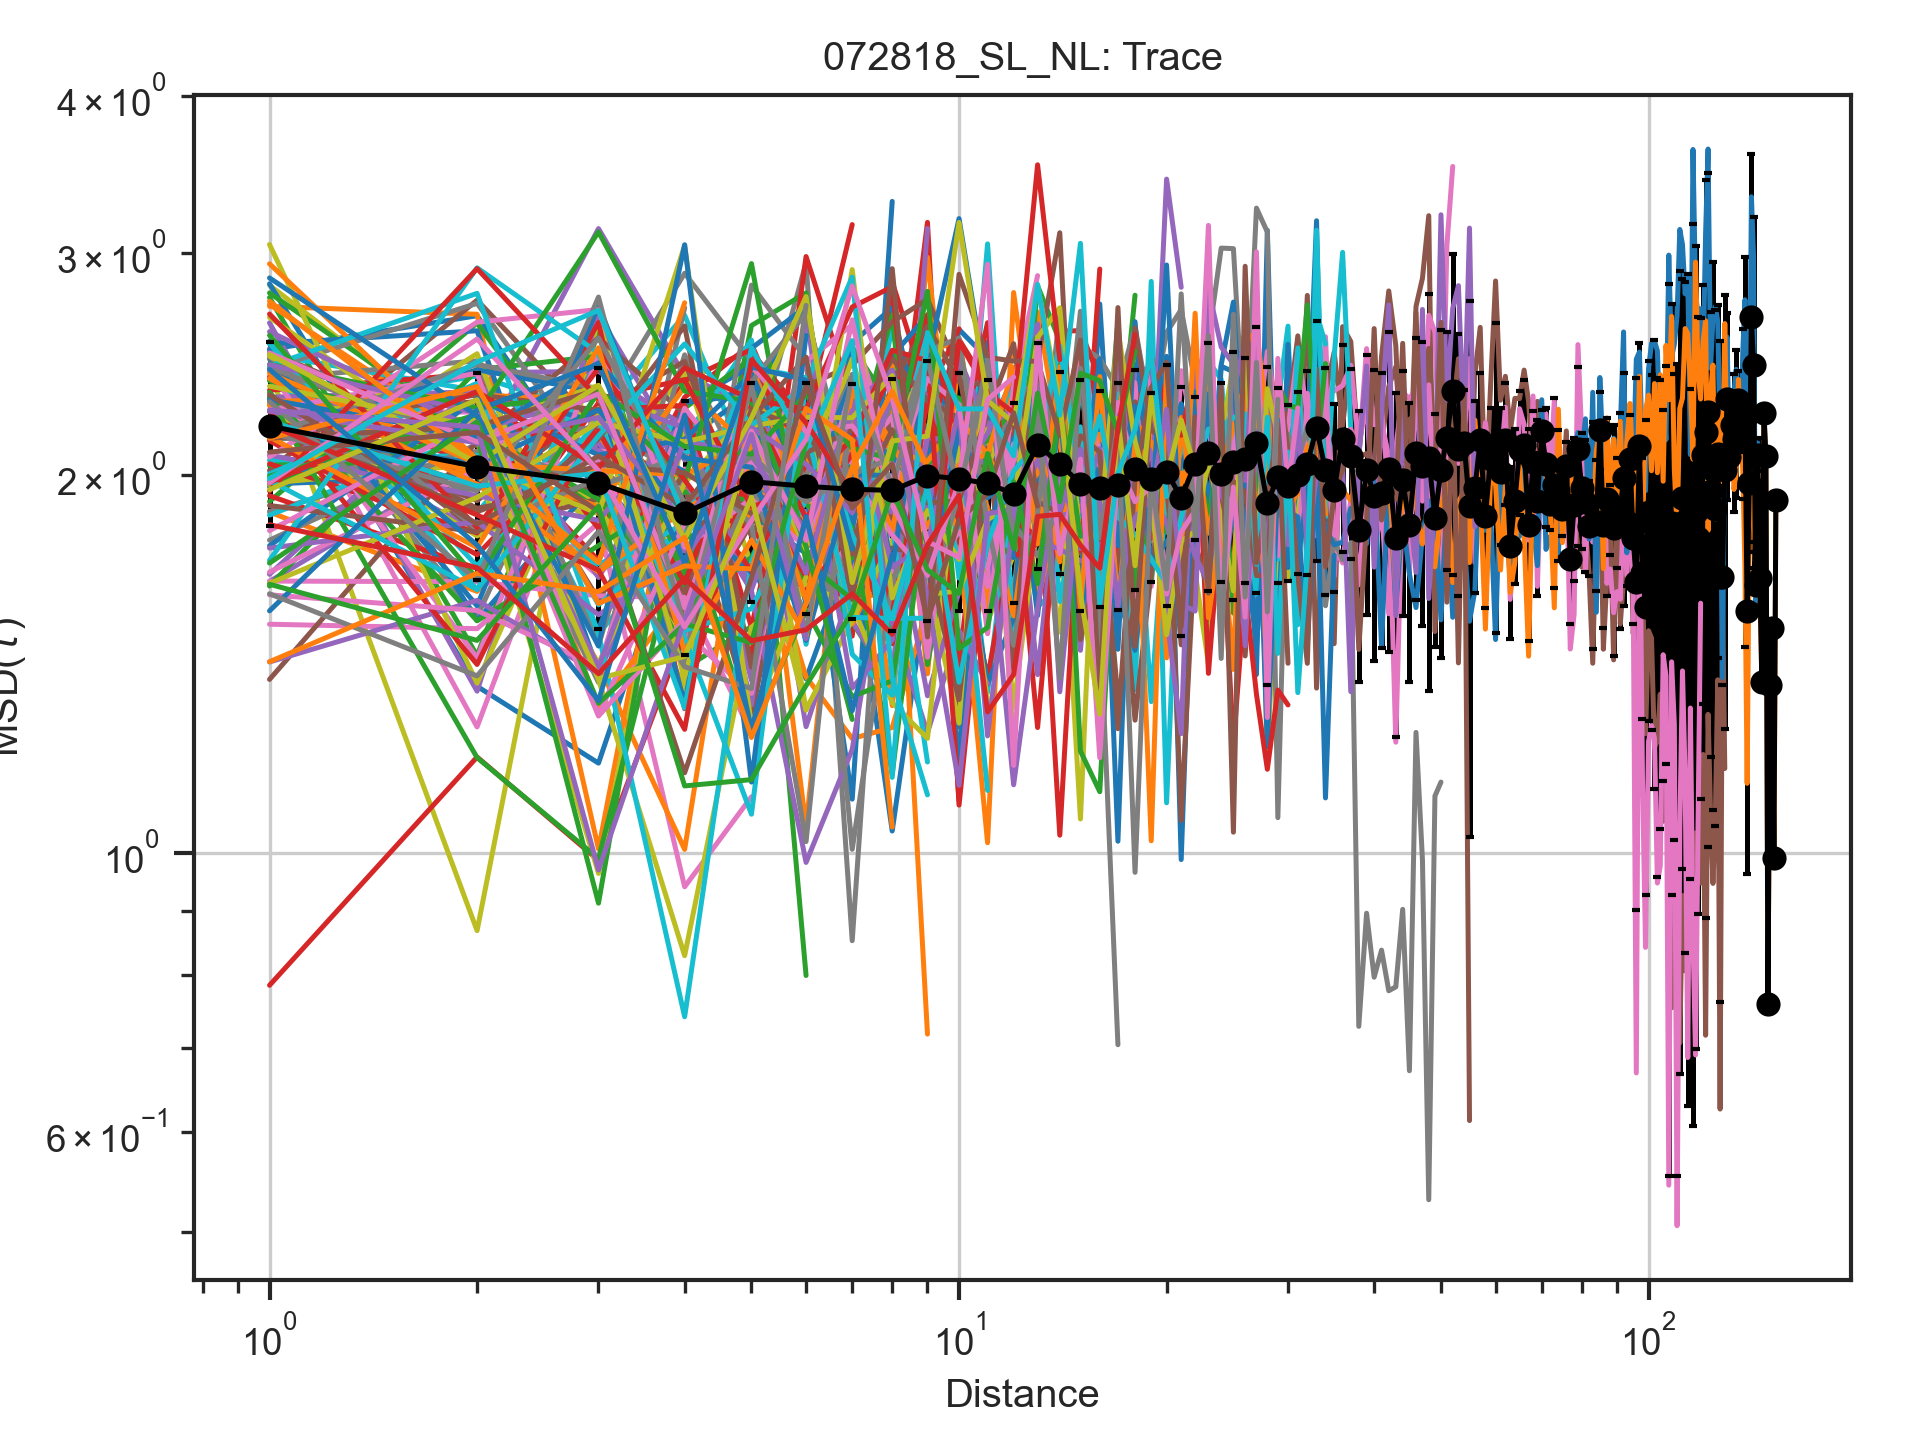 072818_SL_NL: Trace
4 × 10⁰
3 × 10⁰
2 × 10⁰
10⁰
6 × 10⁻¹
MSD(t)
10⁰
10¹
10²
Distance